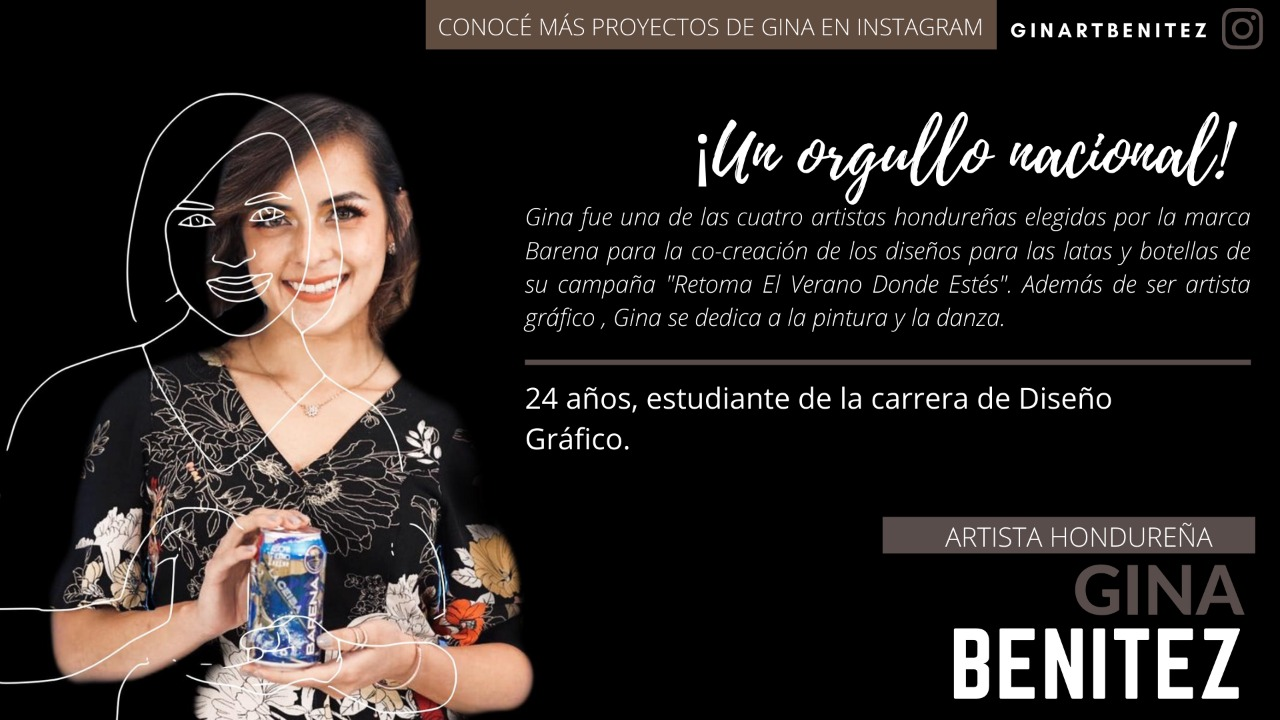 CONOCÉ MÁS PROYECTOS DE GINA EN INSTAGRAM
GINARTBENITEZ
¡Un orgullo nacional!
Gina fue una de las cuatro artistas hondureñas elegidas por la marca
Barena para la co-creación de los diseños para las latas y botellas de
su campaña "Retoma El Verano Donde Estés". Además de ser artista
gráfico , Gina se dedica a la pintura y la danza.
24 años, estudiante de la carrera de Diseño
Gráfico.
BARENA
ARTISTA HONDUREÑA
GINA
BENITEZ